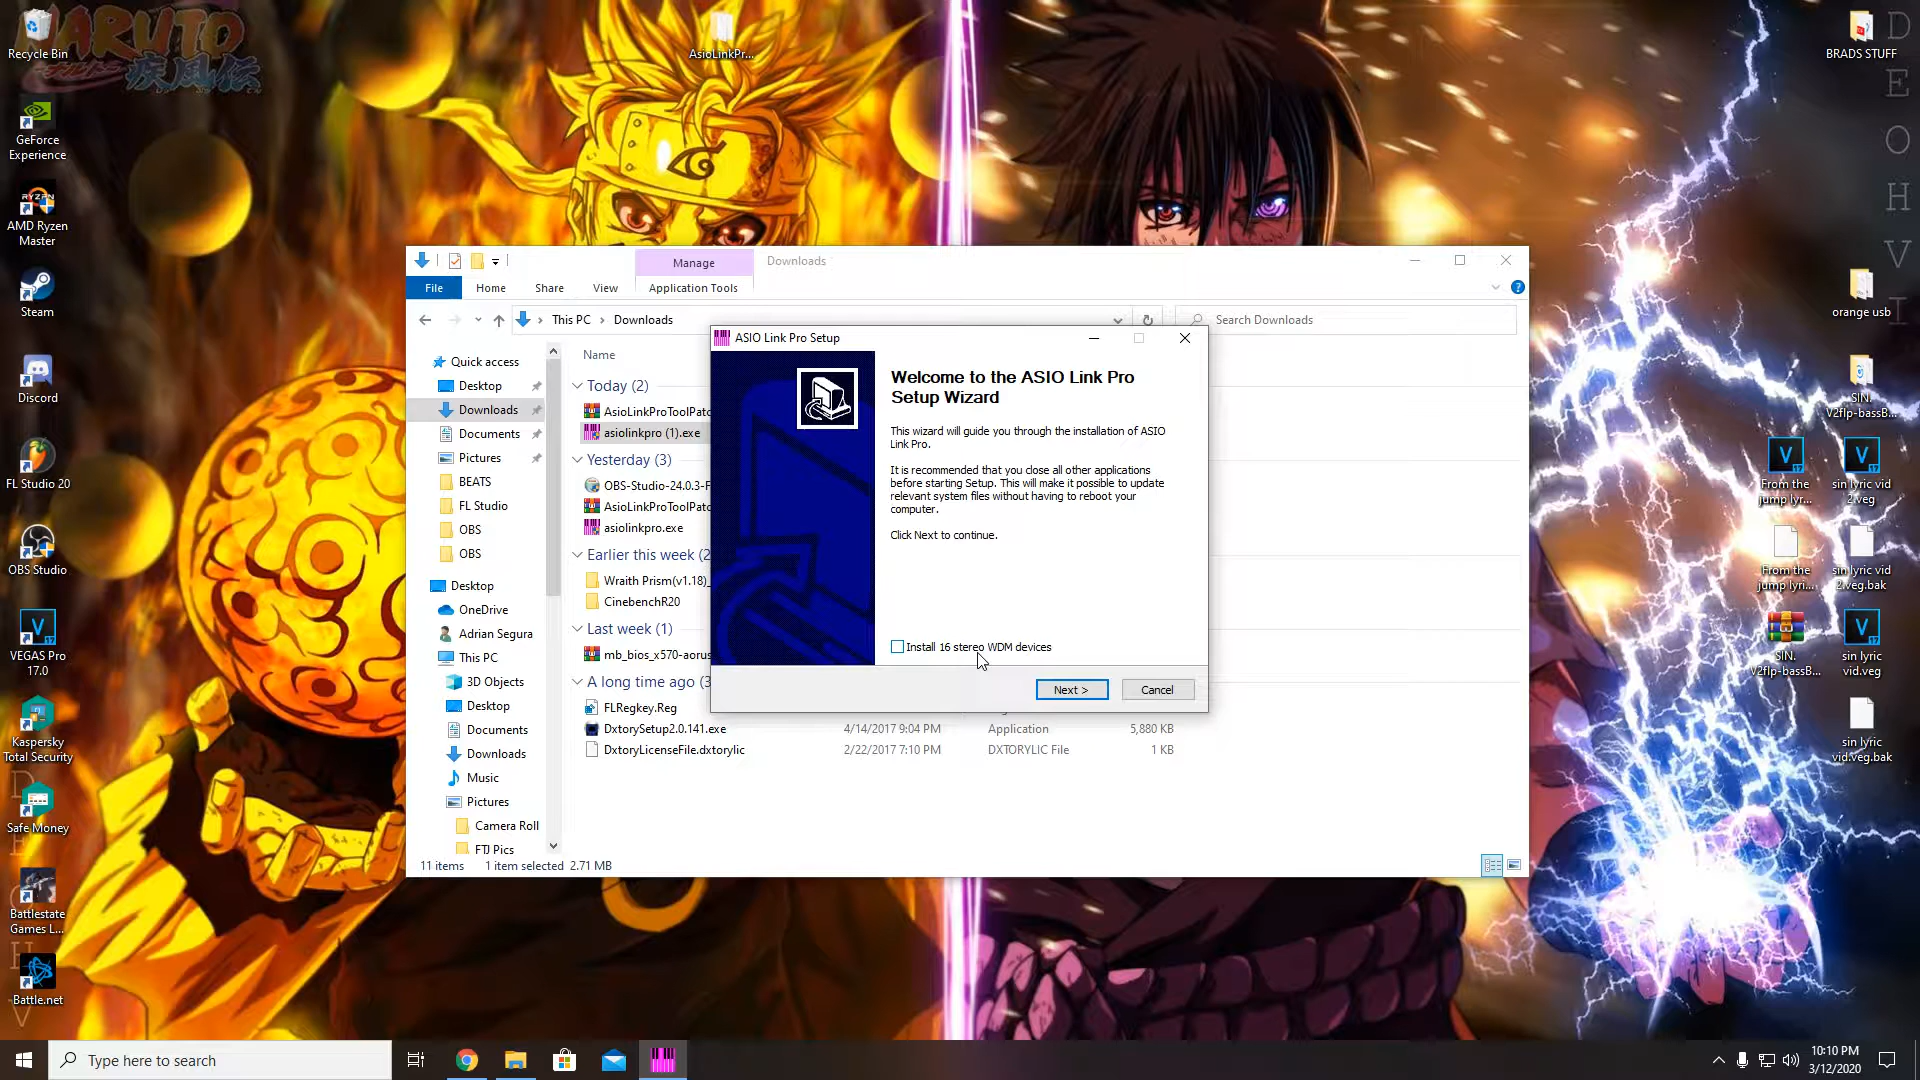 Recycle Bin
GeForce
Experience
RYZEN
AMD Ryzen
Master
Steam
Discord
FL Studio 20
OBS Studio
VEGAS Pro
17.0
Kaspersky
Total Security
Safe Money
Battlestate
Games L...
Battle.net
NARUTO
疾風伝
AsioLinkPr...
BRADS STUFF
orange usb
SIN.
V2flp-bassB...
From the
jump lyr...
sin lyric vid
2.veg
From the
jump lyri...
sin lyric vid
2.veg.bak
SIN.
V2flp-bassB...
sin lyric
vid.veg
sin lyric
vid.veg.bak
D
E
O
H
V
I
Manage
Downloads
File
Home
Share
View
Application Tools
This PC
Downloads
Search Downloads
Quick access
Desktop
Downloads
Documents
Pictures
BEATS
FL Studio
OBS
OBS
Desktop
OneDrive
Adrian Segura
This PC
3D Objects
Desktop
Documents
Downloads
Music
Pictures
Camera Roll
FTJ Pics
Name
Today (2)
AsioLinkProToolPatc
asiolinkpro (1).exe
Yesterday (3)
OBS-Studio-24.0.3-F
AsioLinkProToolPatc
asiolinkpro.exe
Earlier this week (2
Wraith Prism(v1.18)_
CinebenchR20
Last week (1)
mb_bios_x570-aorus
A long time ago (3
FLRegkey.Reg
DxtorySetup2.0.141.exe 4/14/2017 9:04 PM Application 5,880 KB
DxtoryLicenseFile.dxtorylic 2/22/2017 7:10 PM DXTORYLIC File 1 KB
11 items 1 item selected 2.71 MB
ASIO Link Pro Setup
Welcome to the ASIO Link Pro
Setup Wizard
This wizard will guide you through the installation of ASIO
Link Pro.
It is recommended that you close all other applications
before starting Setup. This will make it possible to update
relevant system files without having to reboot your
computer.
Click Next to continue.
Install 16 stereo WDM devices
Next >
Cancel
Type here to search
10:10 PM
3/12/2020